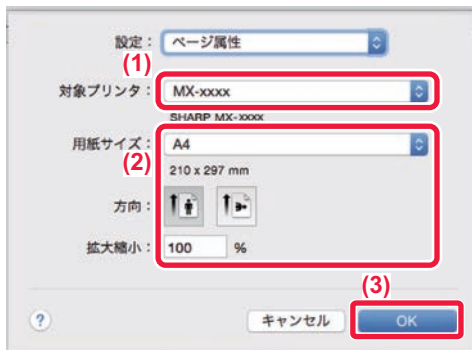 設定： ページ属性
(1)
対象プリンタ： MX-xxxx
SHARP MX-xxxx
用紙サイズ： A4
(2)
210 x 297 mm
方向：
拡大縮小： 100 %
(3)
? キャンセル OK